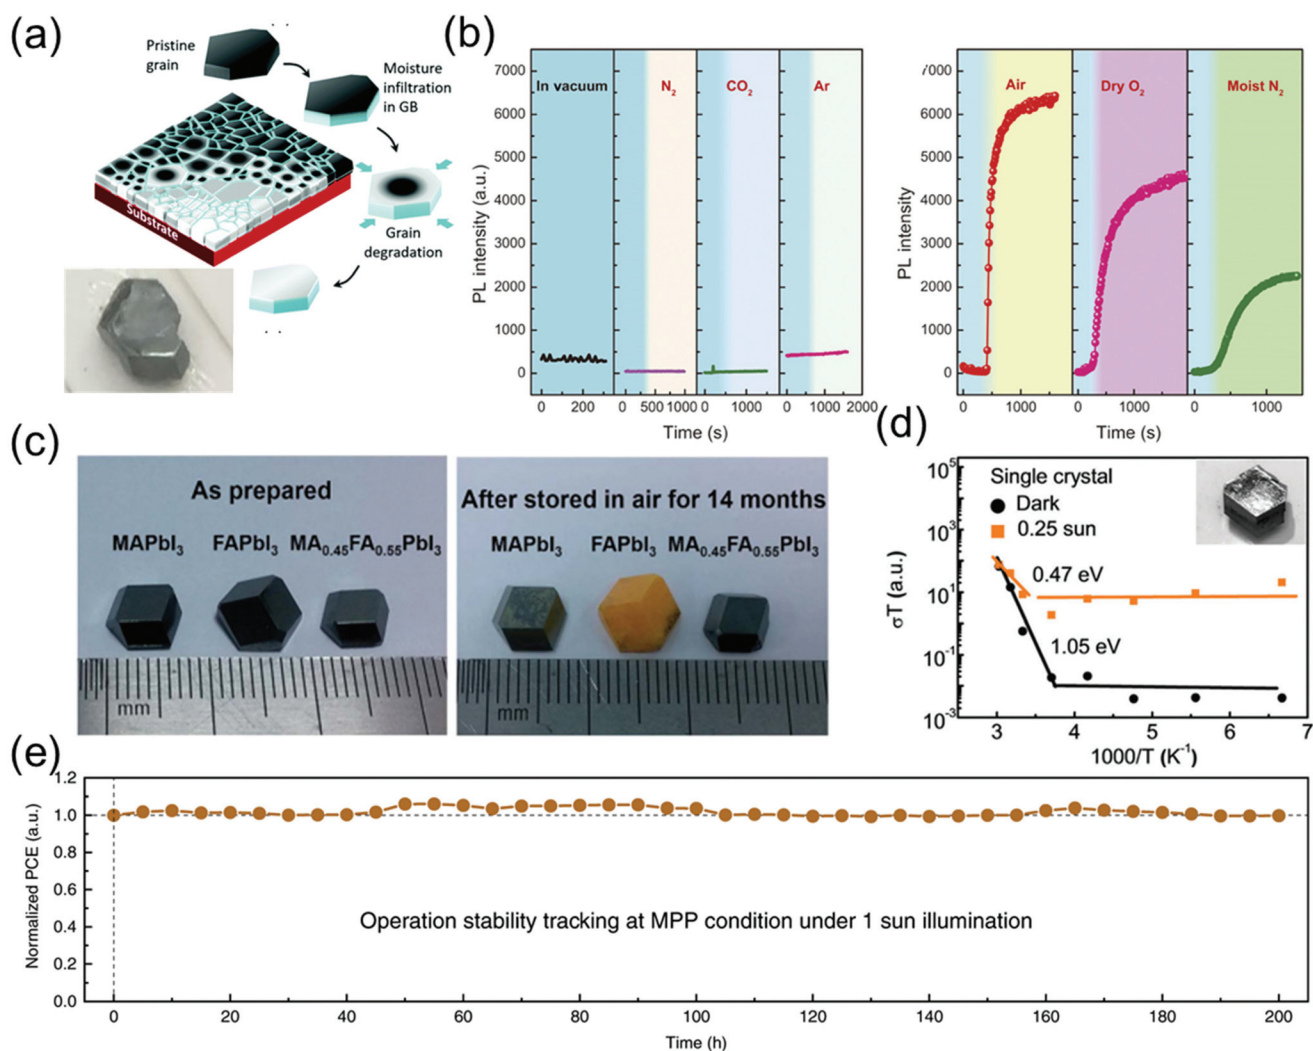 (a)
Pristine
grain
Moisture
infiltration
in GB
Substrate
Grain
degradation
(b)
PL intensity (a.u.)
7000
6000
5000
4000
3000
2000
1000
0
In vacuum
N₂
CO₂
Ar
0 200
0 500 1000
0 1000
0 1000 2000
Time (s)
PL intensity
7000
6000
5000
4000
3000
2000
1000
0
Air
Dry O₂
Moist N₂
0 1000
0 1000
0 1000
Time (s)
(c)
As prepared
MAPbI₃ FAPbI₃ MA₀.₄₅FA₀.₅₅PbI₃
mm
After stored in air for 14 months
MAPbI₃ FAPbI₃ MA₀.₄₅FA₀.₅₅PbI₃
mm
(d)
σT (a.u.)
10⁵
10³
10¹
10⁻¹
10⁻³
Single crystal
Dark
0.25 sun
0.47 eV
1.05 eV
3 4 5 6 7
1000/T (K⁻¹)
(e)
Normalized PCE (a.u.)
1.2
1.0
0.8
0.6
0.4
0.2
0.0
Operation stability tracking at MPP condition under 1 sun illumination
0 20 40 60 80 100 120 140 160 180 200
Time (h)